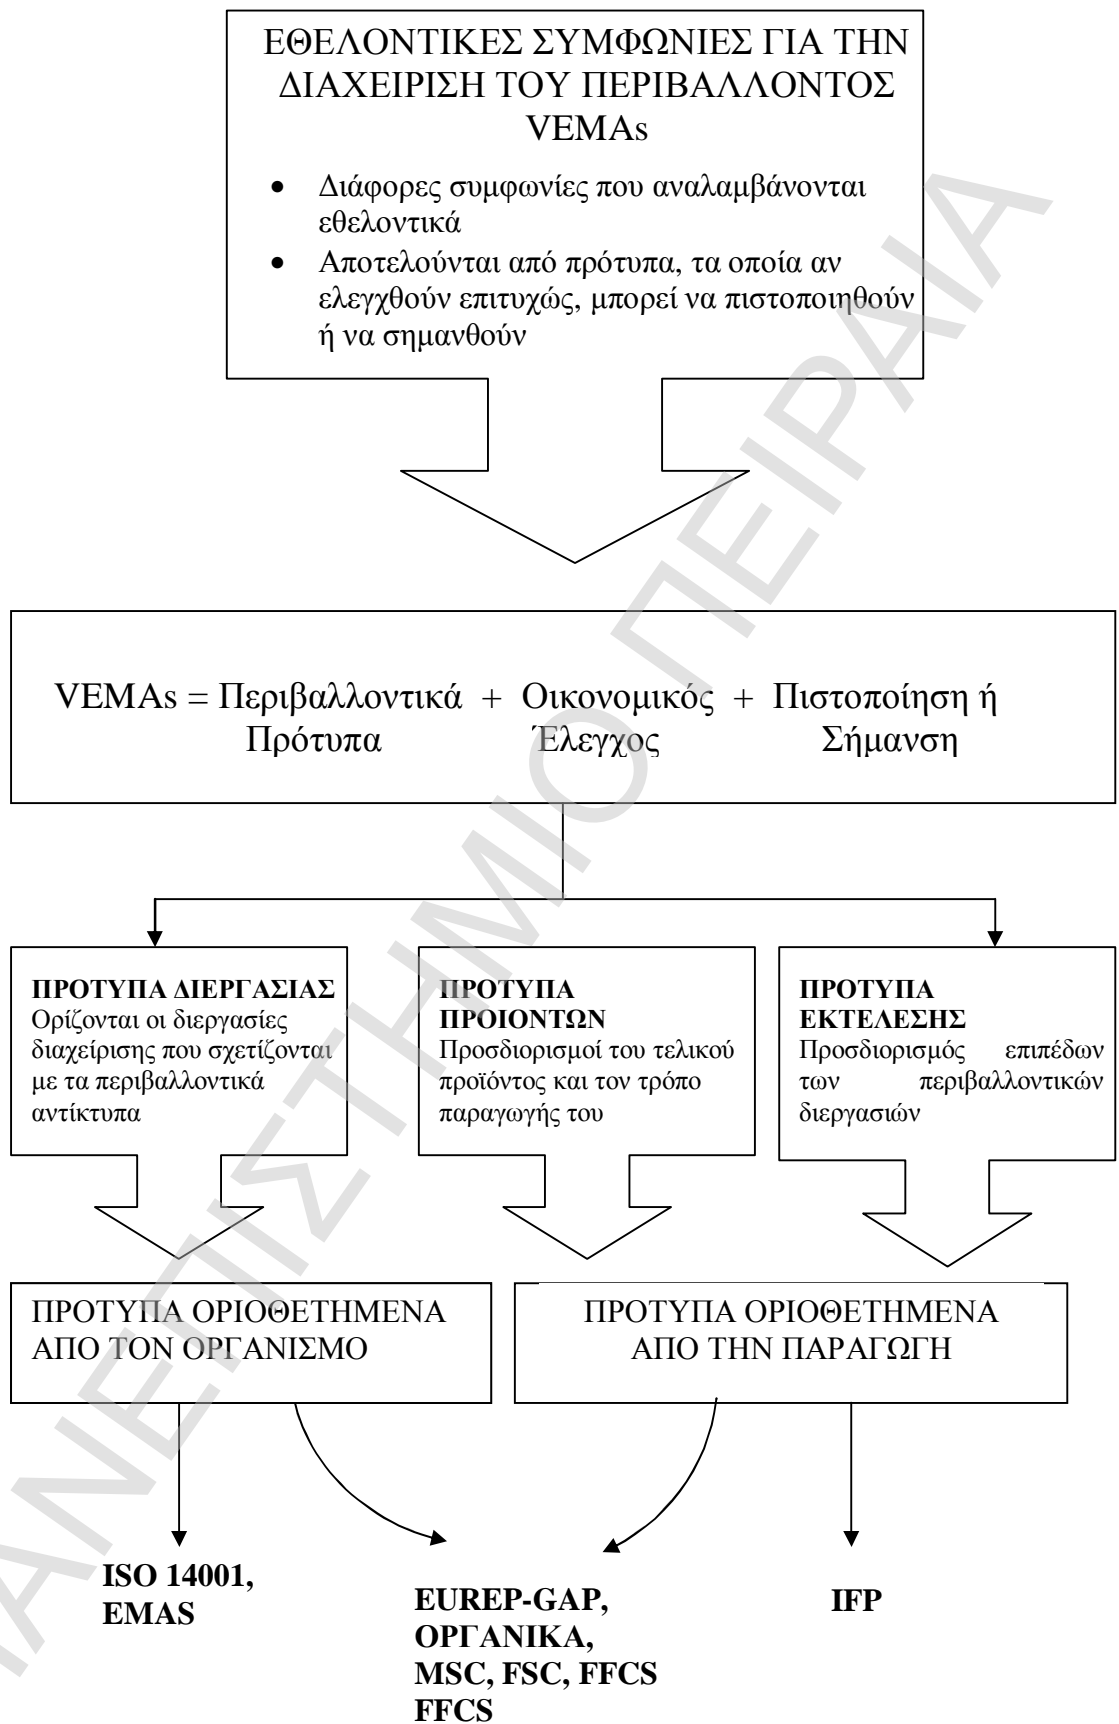 ΕΘΕΛΟΝΤΙΚΕΣ ΣΥΜΦΩΝΙΕΣ ΓΙΑ ΤΗΝ
ΔΙΑΧΕΙΡΙΣΗ ΤΟΥ ΠΕΡΙΒΑΛΛΟΝΤΟΣ
VEMAs
• Διάφορες συμφωνίες που αναλαμβάνονται
εθελοντικά
• Αποτελούνται από πρότυπα, τα οποία αν
ελεγχθούν επιτυχώς, μπορεί να πιστοποιηθούν
ή να σημανθούν
VEMAs = Περιβαλλοντικά + Οικονομικός + Πιστοποίηση ή
Πρότυπα Έλεγχος Σήμανση
ΠΡΟΤΥΠΑ ΔΙΕΡΓΑΣΙΑΣ
Ορίζονται οι διεργασίες
διαχείρισης που σχετίζονται
με τα περιβαλλοντικά
αντίκτυπα
ΠΡΟΤΥΠΑ
ΠΡΟΙΟΝΤΩΝ
Προσδιορισμοί του τελικού
προϊόντος και τον τρόπο
παραγωγής του
ΠΡΟΤΥΠΑ
ΕΚΤΕΛΕΣΗΣ
Προσδιορισμός επιπέδων
των περιβαλλοντικών
διεργασιών
ΠΡΟΤΥΠΑ ΟΡΙΟΘΕΤΗΜΕΝΑ
ΑΠΟ ΤΟΝ ΟΡΓΑΝΙΣΜΟ
ΠΡΟΤΥΠΑ ΟΡΙΟΘΕΤΗΜΕΝΑ
ΑΠΟ ΤΗΝ ΠΑΡΑΓΩΓΗ
ISO 14001,
EMAS
EUREP-GAP,
ΟΡΓΑΝΙΚΑ,
MSC, FSC, FFCS
FFCS
IFP
ΠΑΝΕΠΙΣΤΗΜΙΟ ΠΕΙΡΑΙΑ